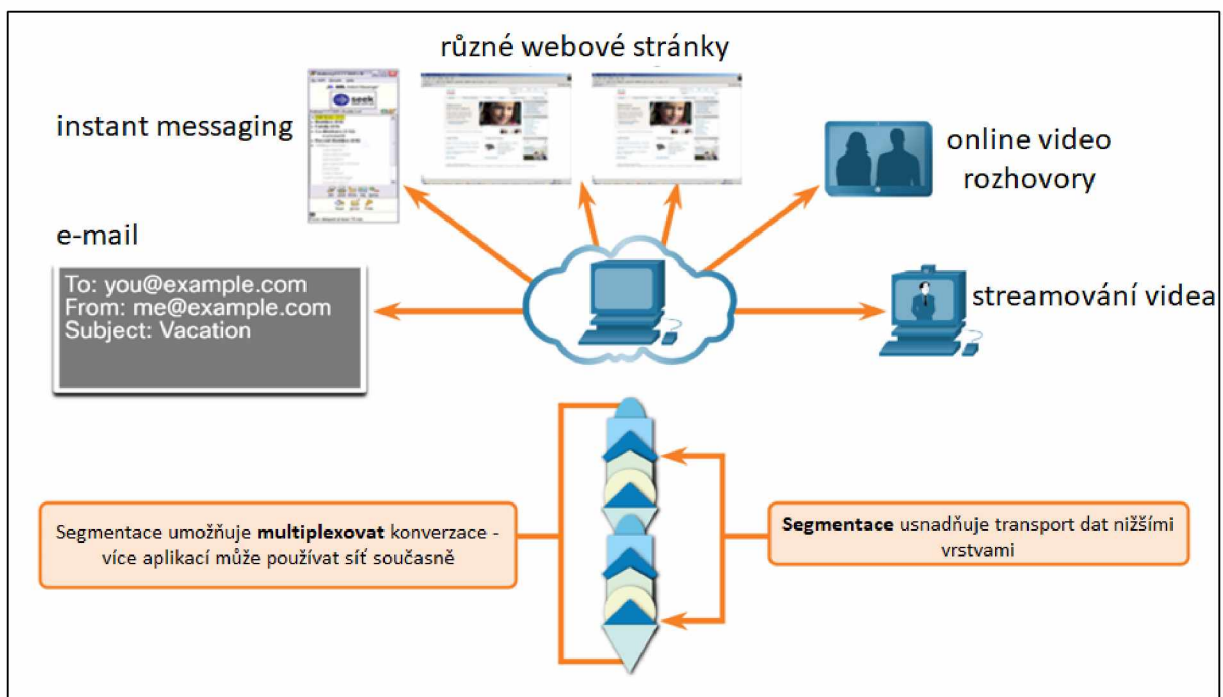 různé webové stránky
instant messaging
seek
online video
rozhovory
e-mail
To: you@example.com
From: me@example.com
Subject: Vacation
streamování videa
Segmentace umožňuje multiplexovat konverzace -
více aplikací může používat síť současně
Segmentace usnadňuje transport dat nižšími
vrstvami